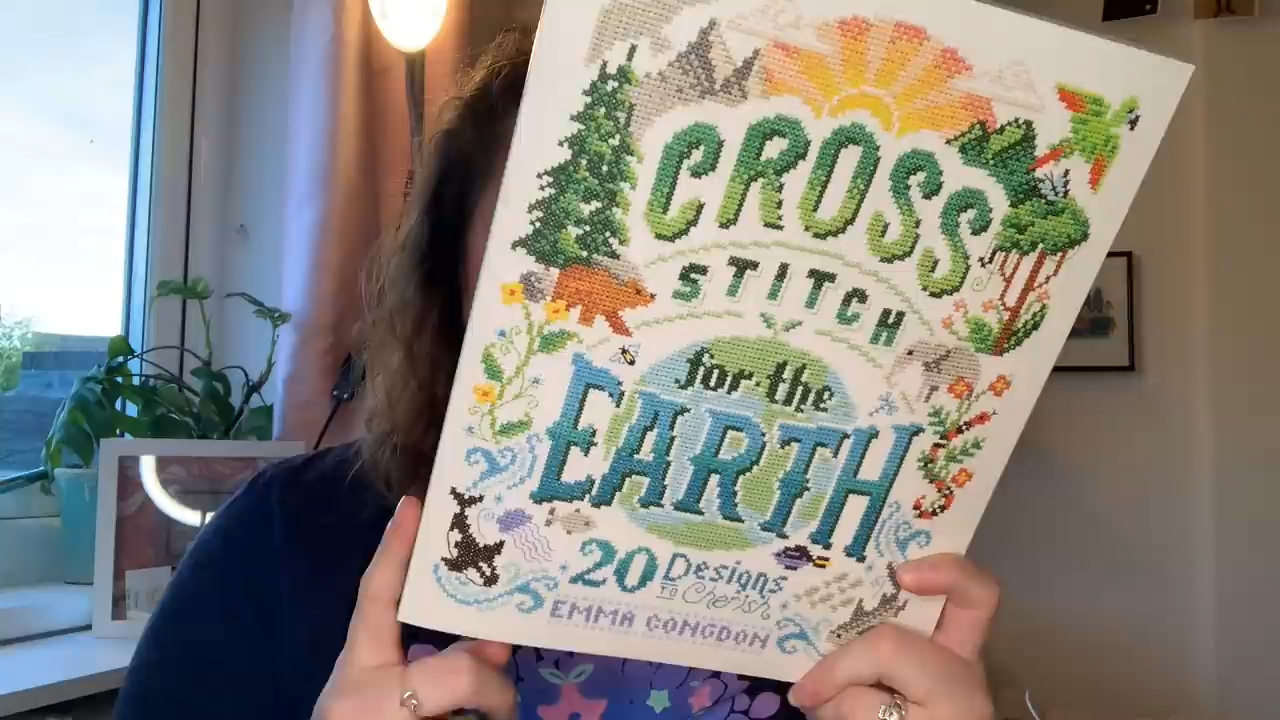 CROSS
STITCH
for the
EARTH
20 Designs
TO Cherish
EMMA CONGDON